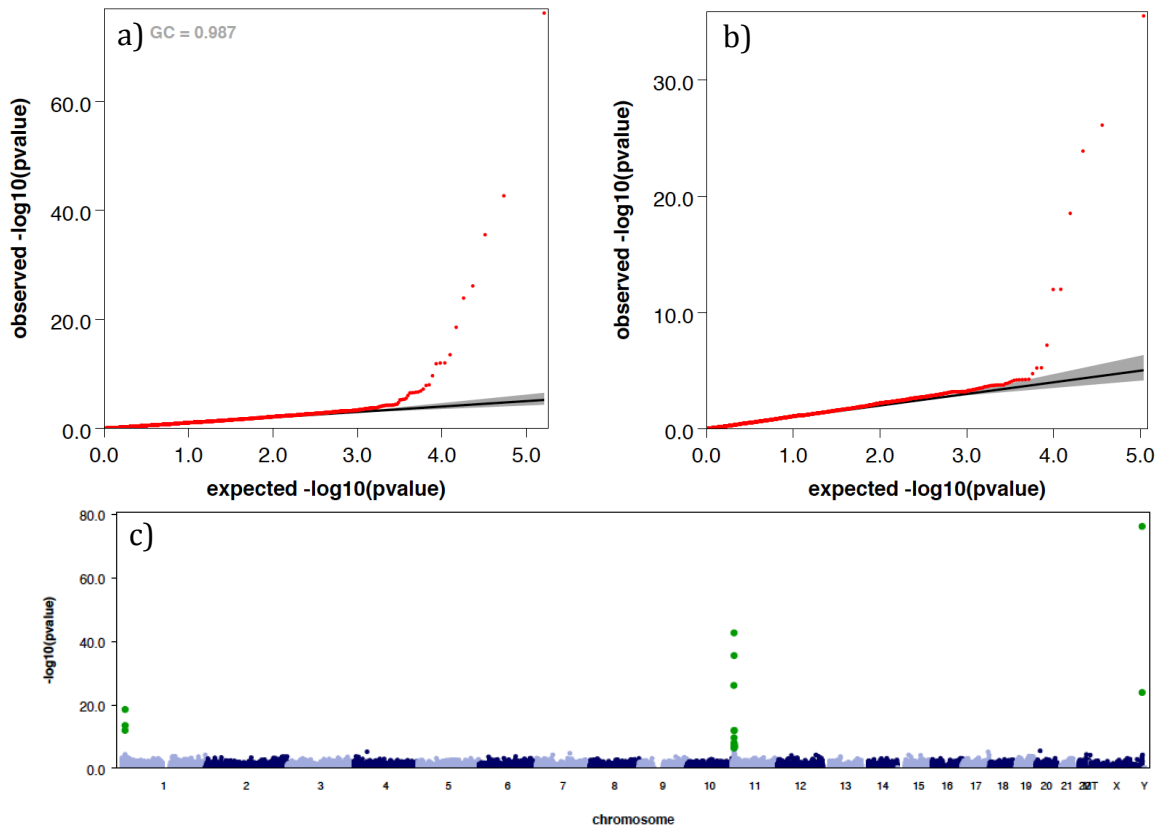 a) GC = 0.987
observed -log10(pvalue)
60.0
40.0
20.0
0.0
0.0 1.0 2.0 3.0 4.0 5.0
expected -log10(pvalue)
b)
observed -log10(pvalue)
30.0
20.0
10.0
0.0
0.0 1.0 2.0 3.0 4.0 5.0
expected -log10(pvalue)
c)
-log10(pvalue)
80.0
60.0
40.0
20.0
0.0
1 2 3 4 5 6 7 8 9 10 11 12 13 14 15 16 17 18 19 20 21 22 MT X Y
chromosome